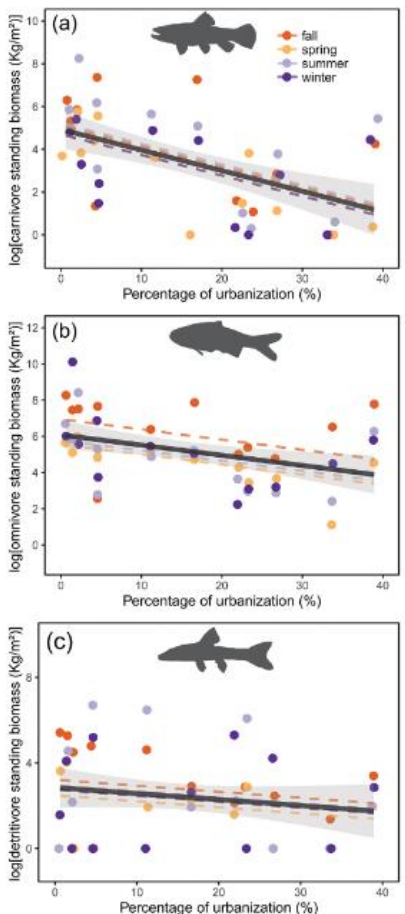 (a)
fall
spring
summer
winter
log[carnivore standing biomass (Kg/m²)]
10
8
6
4
2
0
0 10 20 30 40
Percentage of urbanization (%)
(b)
log[omnivore standing biomass (Kg/m²)]
12
10
8
6
4
2
0
0 10 20 30 40
Percentage of urbanization (%)
(c)
log[detritivore standing biomass (Kg/m²)]
8
4
0
0 10 20 30 40
Percentage of urbanization (%)